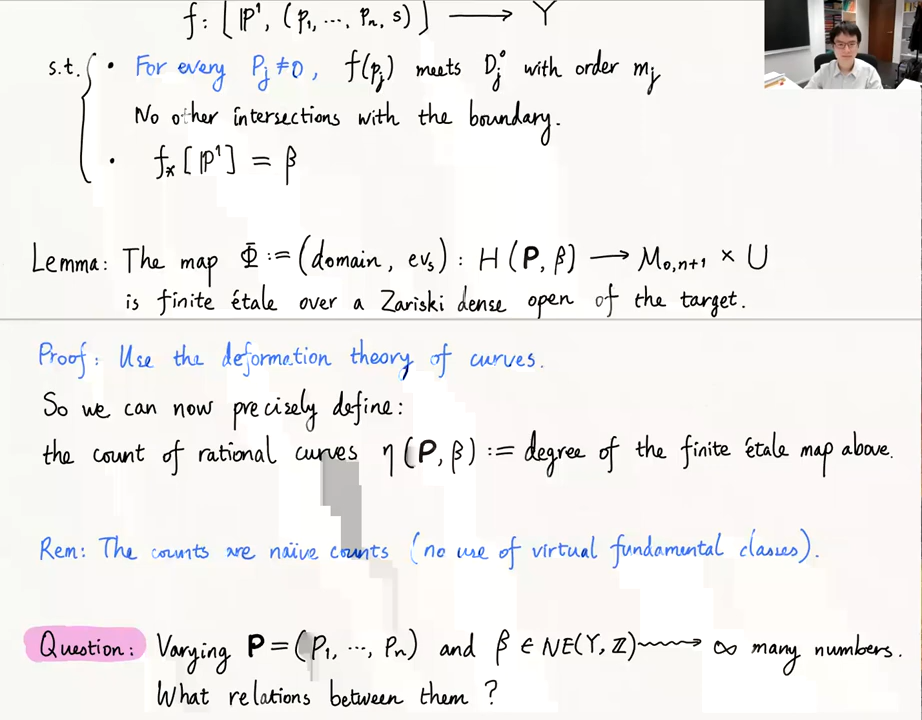 f: [ℙ¹, (p₁, ..., pₙ, s)] ⟶ Y
s.t. { • For every Pⱼ ≠ 0, f(pⱼ) meets Dⱼ° with order mⱼ
No other intersections with the boundary.
• f_*[ℙ¹] = β
Lemma: The map Φ := (domain, evₛ) : H(𝐏, β) ⟶ M₀,ₙ₊₁ × U
is finite étale over a Zariski dense open of the target.
Proof: Use the deformation theory of curves.
So we can now precisely define:
the count of rational curves η(𝐏, β) := degree of the finite étale map above.
Rem: The counts are naïve counts (no use of virtual fundamental classes).
Question: Varying 𝐏 = (P₁, ..., Pₙ) and β ∈ NE(Y, ℤ) ⇝ ∞ many numbers.
What relations between them ?